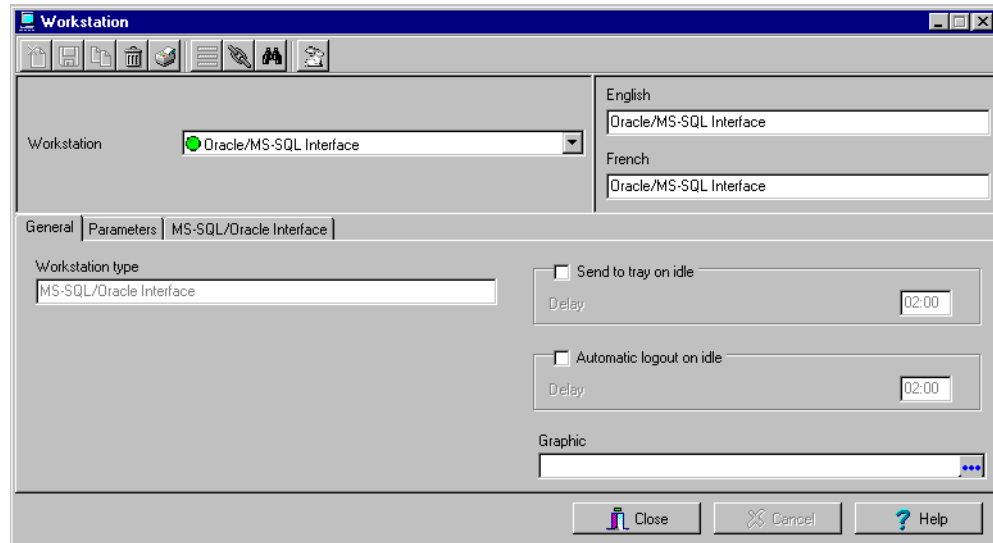 Workstation
English
Oracle/MS-SQL Interface
Workstation
Oracle/MS-SQL Interface
French
Oracle/MS-SQL Interface
General
Parameters
MS-SQL/Oracle Interface
Workstation type
MS-SQL/Oracle Interface
Send to tray on idle
Delay
02:00
Automatic logout on idle
Delay
02:00
Graphic
Close
Cancel
Help